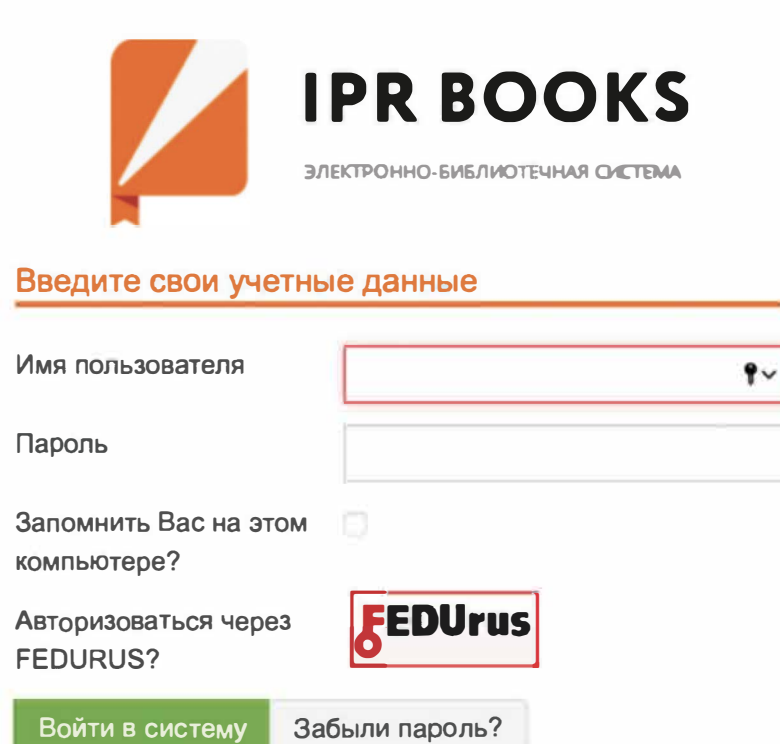 IPR BOOKS
ЭЛЕКТРОННО-БИБЛИОТЕЧНАЯ СИСТЕМА
Введите свои учетные данные
Имя пользователя
Пароль
Запомнить Вас на этом
компьютере?
Авторизоваться через
FEDURUS?
FEDUrus
Войти в систему
Забыли пароль?